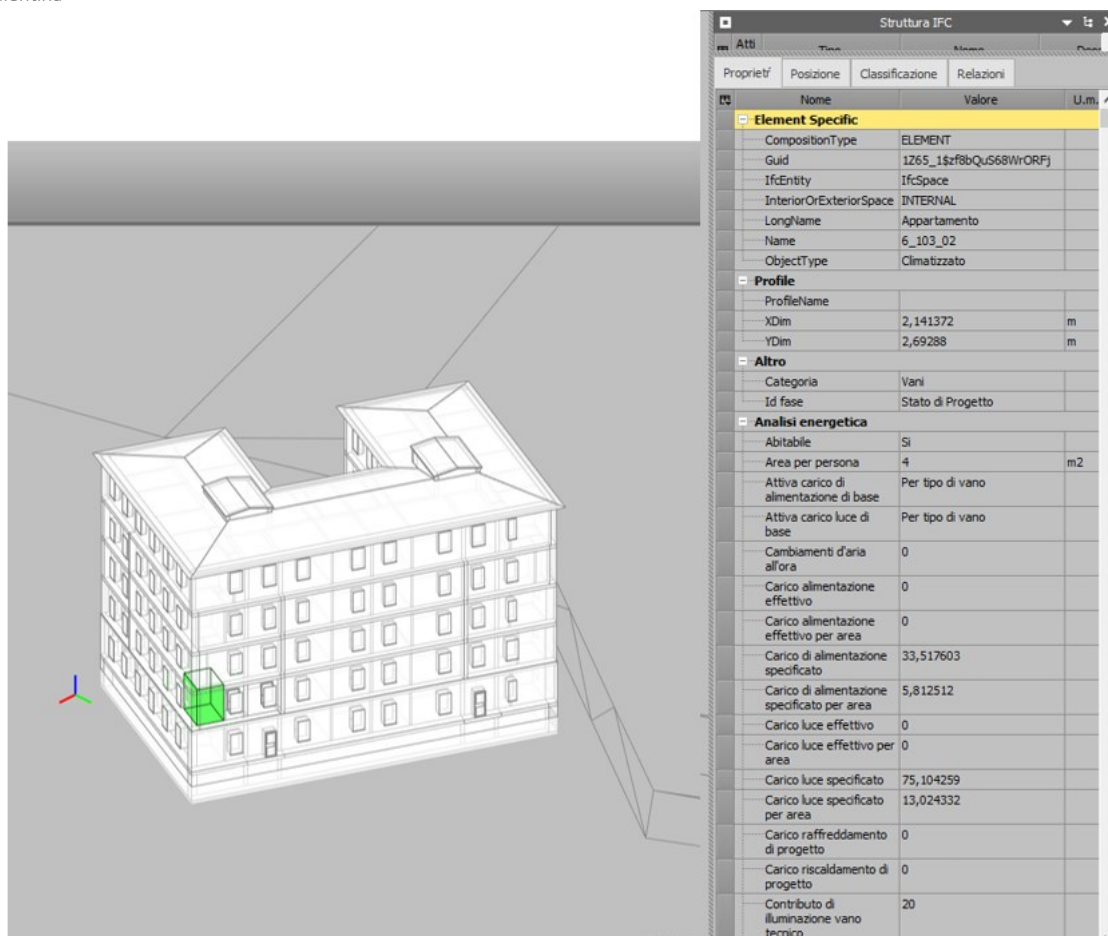 Struttura IFC
Atti
Proprietŕ Posizione Classificazione Relazioni
Nome Valore U.m.
Element Specific
CompositionType ELEMENT
Guid 1Z65_1$zf8bQuS68WrORFj
IfcEntity IfcSpace
InteriorOrExteriorSpace INTERNAL
LongName Appartamento
Name 6_103_02
ObjectType Climatizzato
Profile
ProfileName
XDim 2,141372 m
YDim 2,69288 m
Altro
Categoria Vani
Id fase Stato di Progetto
Analisi energetica
Abitabile Si
Area per persona 4 m2
Attiva carico di Per tipo di vano
alimentazione di base
Attiva carico luce di Per tipo di vano
base
Cambiamenti d'aria 0
all'ora
Carico alimentazione 0
effettivo
Carico alimentazione 0
effettivo per area
Carico di alimentazione 33,517603
specificato
Carico di alimentazione 5,812512
specificato per area
Carico luce effettivo 0
Carico luce effettivo per 0
area
Carico luce specificato 75,104259
Carico luce specificato 13,024332
per area
Carico raffreddamento 0
di progetto
Carico riscaldamento di 0
progetto
Contributo di 20
illuminazione vano
tecnico